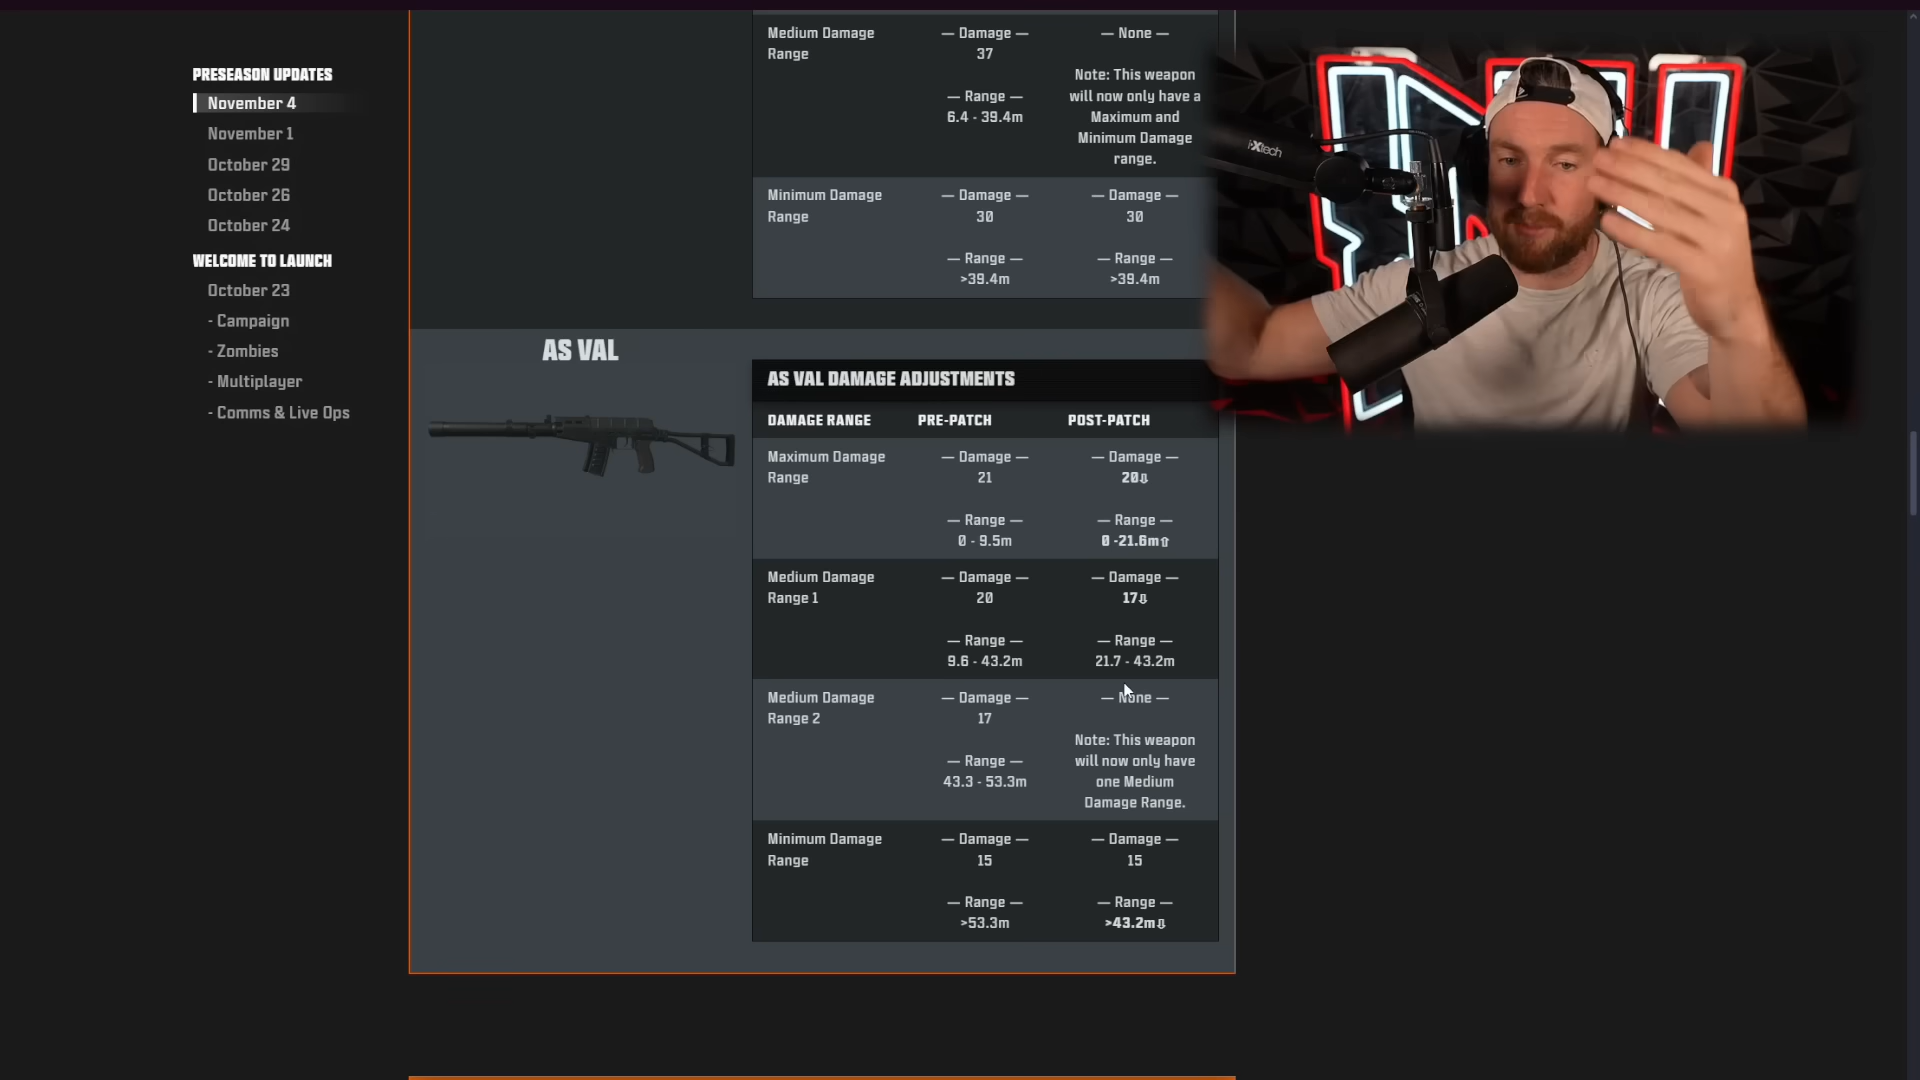 PRESEASON UPDATES
November 4
November 1
October 29
October 26
October 24
WELCOME TO LAUNCH
October 23
- Campaign
- Zombies
- Multiplayer
- Comms & Live Ops
Medium Damage Range
— Damage —
37
— Range —
6.4 - 39.4m
— None —
Note: This weapon
will now only have a
Maximum and
Minimum Damage
range.
Minimum Damage
Range
— Damage —
30
— Range —
>39.4m
— Damage —
30
— Range —
>39.4m
AS VAL
AS VAL DAMAGE ADJUSTMENTS
DAMAGE RANGE PRE-PATCH POST-PATCH
Maximum Damage
Range
— Damage —
21
— Range —
0 - 9.5m
— Damage —
20⇩
— Range —
0 -21.6m⇧
Medium Damage
Range 1
— Damage —
20
— Range —
9.6 - 43.2m
— Damage —
17⇩
— Range —
21.7 - 43.2m
Medium Damage
Range 2
— Damage —
17
— Range —
43.3 - 53.3m
— None —
Note: This weapon
will now only have
one Medium
Damage Range.
Minimum Damage
Range
— Damage —
15
— Range —
>53.3m
— Damage —
15
— Range —
>43.2m⇩